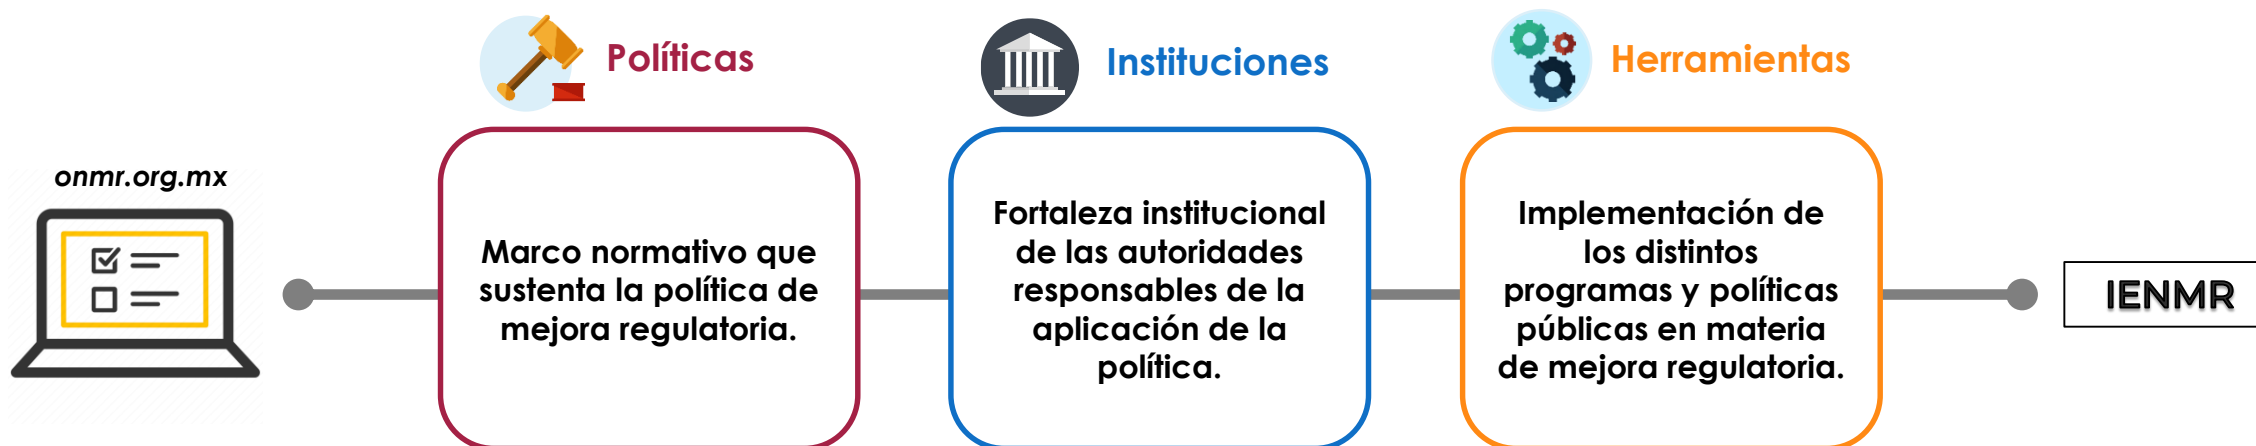 Políticas
Instituciones
Herramientas
onmr.org.mx
Marco normativo que
sustenta la política de
mejora regulatoria.
Fortaleza institucional
de las autoridades
responsables de la
aplicación de la
política.
Implementación de
los distintos
programas y políticas
públicas en materia
de mejora regulatoria.
IENMR